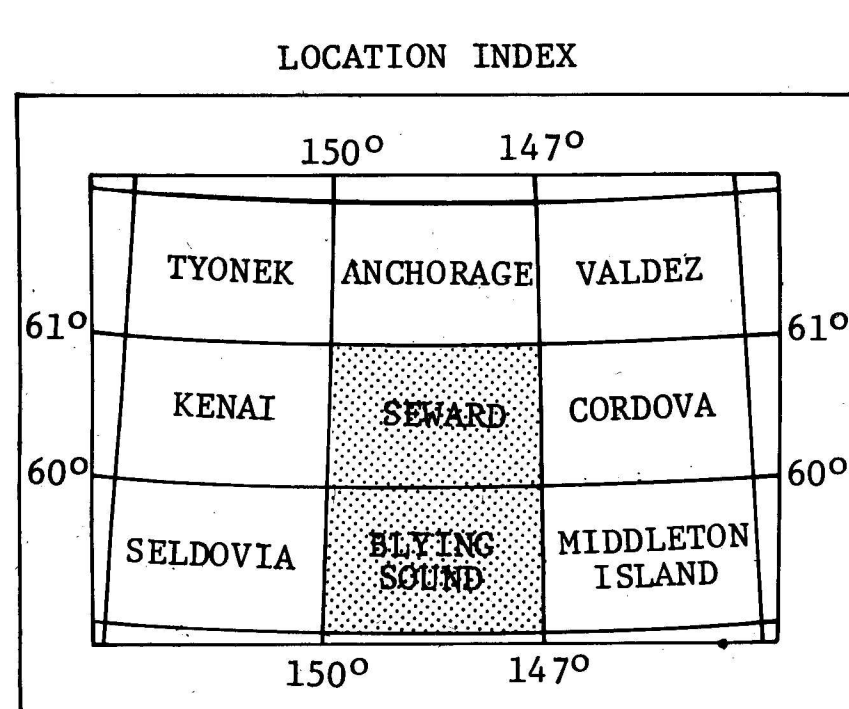 LOCATION INDEX
150° 147°
TYONEK ANCHORAGE VALDEZ
61° 61°
KENAI SEWARD CORDOVA
60° 60°
SELDOVIA BLYING SOUND MIDDLETON ISLAND
150° 147°